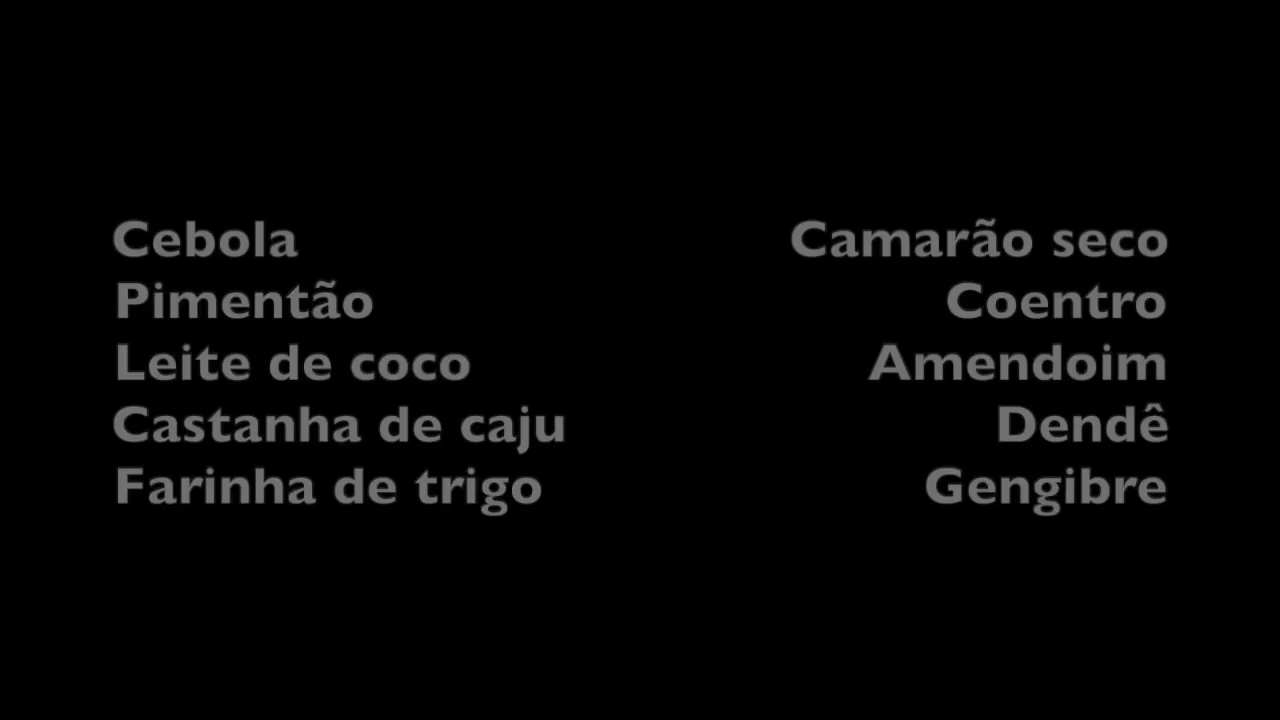 Cebola
Pimentão
Leite de coco
Castanha de caju
Farinha de trigo
Camarão seco
Coentro
Amendoim
Dendê
Gengibre